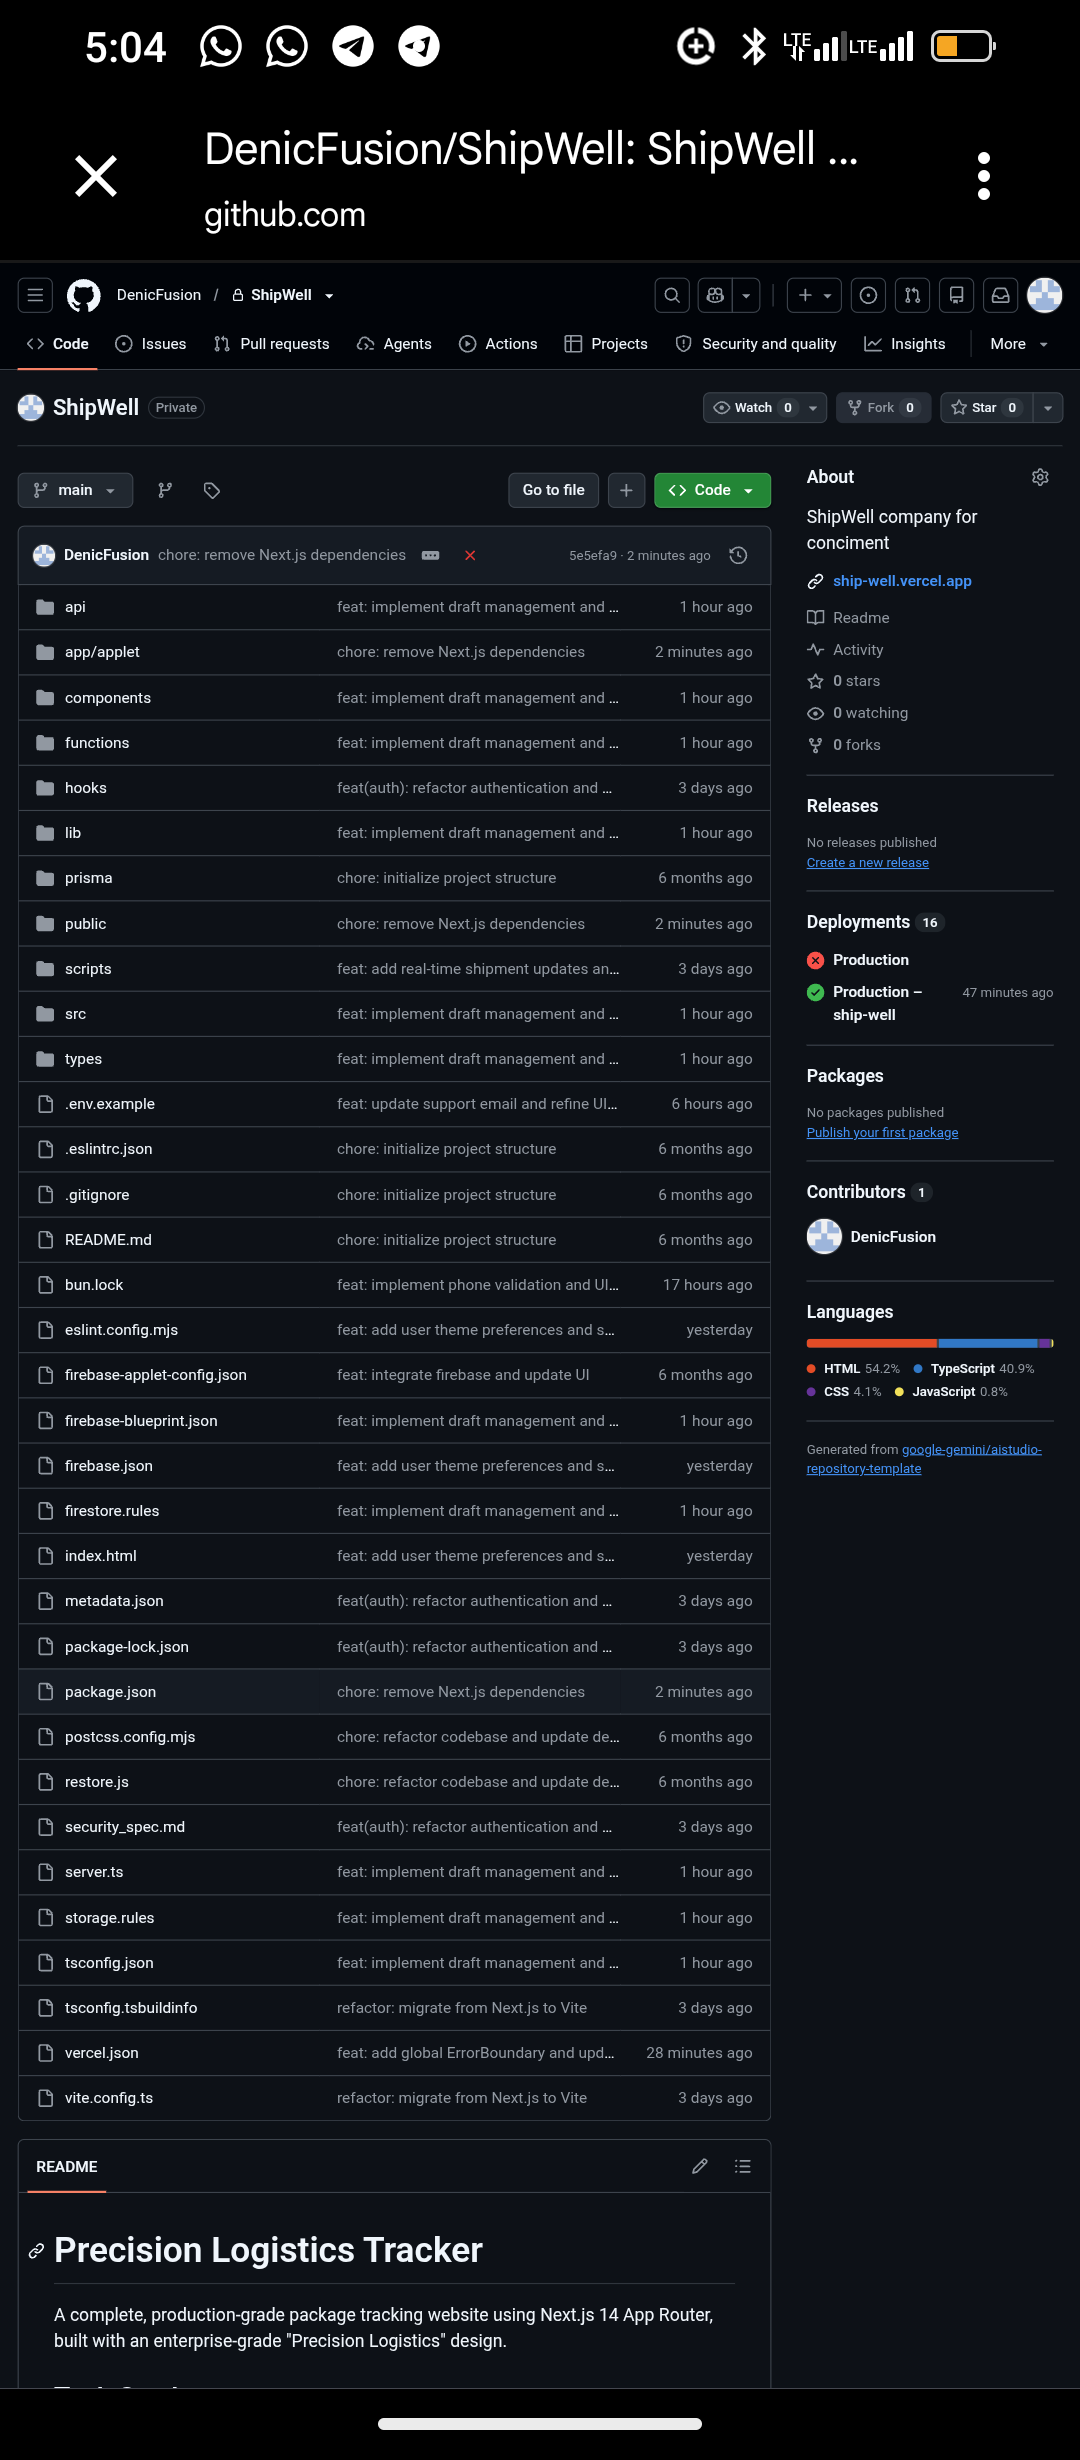 5:04
LTE LTE
DenicFusion/ShipWell: ShipWell ...
github.com
DenicFusion / ShipWell
Code Issues Pull requests Agents Actions Projects Security and quality Insights More
ShipWell Private Watch 0 Fork 0 Star 0
main Go to file Code
DenicFusion chore: remove Next.js dependencies 5e5efa9 · 2 minutes ago
api feat: implement draft management and ... 1 hour ago
app/applet chore: remove Next.js dependencies 2 minutes ago
components feat: implement draft management and ... 1 hour ago
functions feat: implement draft management and ... 1 hour ago
hooks feat(auth): refactor authentication and ... 3 days ago
lib feat: implement draft management and ... 1 hour ago
prisma chore: initialize project structure 6 months ago
public chore: remove Next.js dependencies 2 minutes ago
scripts feat: add real-time shipment updates an... 3 days ago
src feat: implement draft management and ... 1 hour ago
types feat: implement draft management and ... 1 hour ago
.env.example feat: update support email and refine UI... 6 hours ago
.eslintrc.json chore: initialize project structure 6 months ago
.gitignore chore: initialize project structure 6 months ago
README.md chore: initialize project structure 6 months ago
bun.lock feat: implement phone validation and UI... 17 hours ago
eslint.config.mjs feat: add user theme preferences and s... yesterday
firebase-applet-config.json feat: integrate firebase and update UI 6 months ago
firebase-blueprint.json feat: implement draft management and ... 1 hour ago
firebase.json feat: add user theme preferences and s... yesterday
firestore.rules feat: implement draft management and ... 1 hour ago
index.html feat: add user theme preferences and s... yesterday
metadata.json feat(auth): refactor authentication and ... 3 days ago
package-lock.json feat(auth): refactor authentication and ... 3 days ago
package.json chore: remove Next.js dependencies 2 minutes ago
postcss.config.mjs chore: refactor codebase and update de... 6 months ago
restore.js chore: refactor codebase and update de... 6 months ago
security_spec.md feat(auth): refactor authentication and ... 3 days ago
server.ts feat: implement draft management and ... 1 hour ago
storage.rules feat: implement draft management and ... 1 hour ago
tsconfig.json feat: implement draft management and ... 1 hour ago
tsconfig.tsbuildinfo refactor: migrate from Next.js to Vite 3 days ago
vercel.json feat: add global ErrorBoundary and upd... 28 minutes ago
vite.config.ts refactor: migrate from Next.js to Vite 3 days ago
README
Precision Logistics Tracker
A complete, production-grade package tracking website using Next.js 14 App Router,
built with an enterprise-grade "Precision Logistics" design.
About
ShipWell company for
conciment
ship-well.vercel.app
Readme
Activity
0 stars
0 watching
0 forks
Releases
No releases published
Create a new release
Deployments 16
Production
Production – 47 minutes ago
ship-well
Packages
No packages published
Publish your first package
Contributors 1
DenicFusion
Languages
HTML 54.2% TypeScript 40.9%
CSS 4.1% JavaScript 0.8%
Generated from google-gemini/aistudio-
repository-template